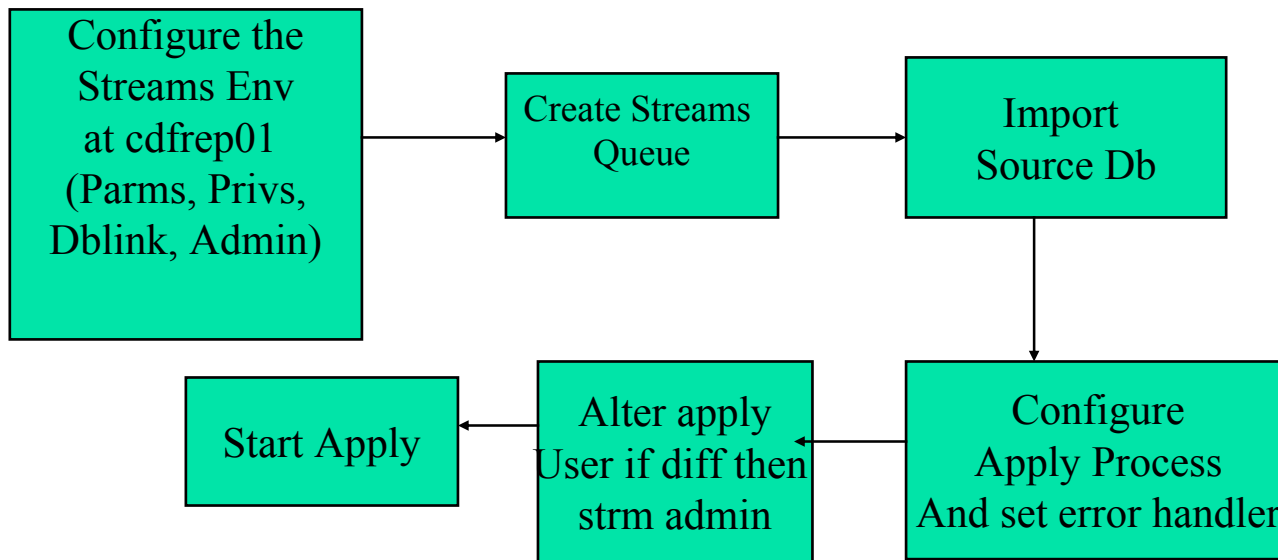 Configure the
Streams Env
at cdfrep01
(Parms, Privs,
Dblink, Admin)
Create Streams
Queue
Import
Source Db
Configure
Apply Process
And set error handler
Alter apply
User if diff then
strm admin
Start Apply